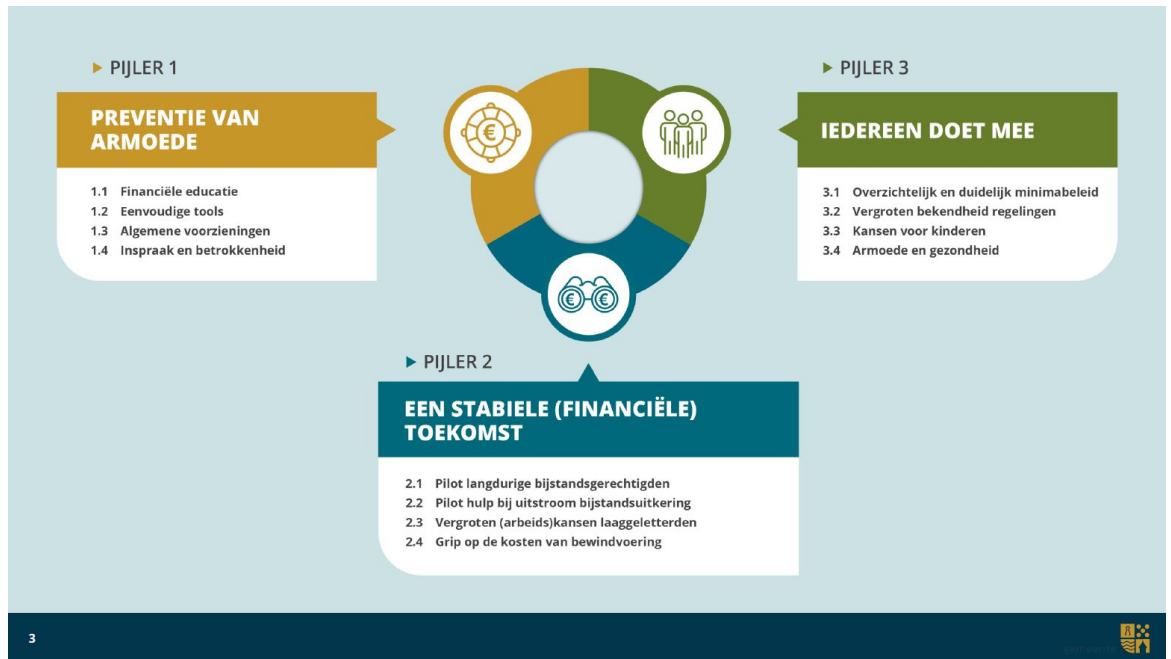 PIJLER 1
PREVENTIE VAN
ARMOEDE
1.1 Financiële educatie
1.2 Eenvoudige tools
1.3 Algemene voorzieningen
1.4 Inspraak en betrokkenheid
€
PIJLER 3
IEDEREEN DOET MEE
3.1 Overzichtelijk en duidelijk minimabeleid
3.2 Vergroten bekendheid regelingen
3.3 Kansen voor kinderen
3.4 Armoede en gezondheid
€ €
PIJLER 2
EEN STABIELE (FINANCIËLE)
TOEKOMST
2.1 Pilot langdurige bijstandsgerechtigden
2.2 Pilot hulp bij uitstroom bijstandsuitkering
2.3 Vergroten (arbeids)kansen laaggeletterden
2.4 Grip op de kosten van bewindvoering
3
gemeente